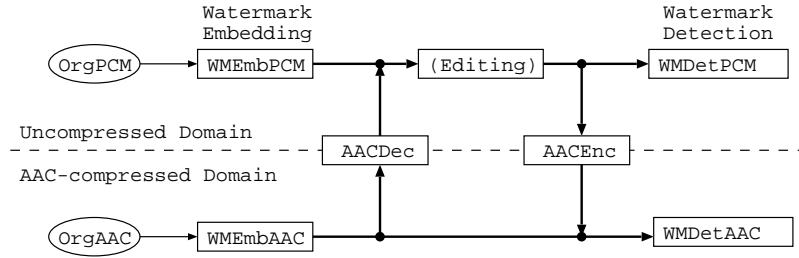 Watermark
Embedding
Watermark
Detection
OrgPCM
WMEmbPCM
(Editing)
WMDetPCM
Uncompressed Domain
AACDec
AACEnc
AAC-compressed Domain
OrgAAC
WMEmbAAC
WMDetAAC